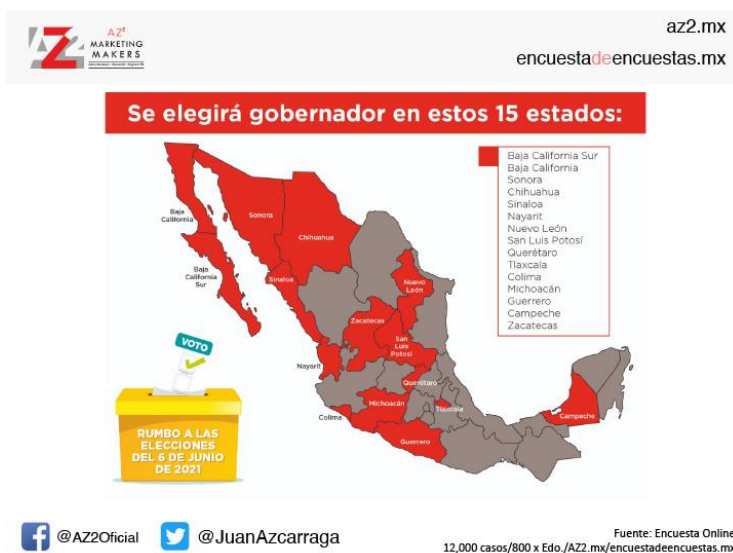 AZ²
MARKETING
MAKERS
az2.mx
encuestadeencuestas.mx
Se elegirá gobernador en estos 15 estados:
Baja California Sur
Baja California
Sonora
Chihuahua
Sinaloa
Nayarit
Nuevo León
San Luis Potosí
Querétaro
Tlaxcala
Colima
Michoacán
Guerrero
Campeche
Zacatecas
Baja
California
Sonora
Chihuahua
Baja
California
Sur
Sinaloa
Nuevo
León
Zacatecas
San
Luis
Potosí
Nayarit
Querétaro
Michoacán
Tlaxcala
Colima
Guerrero
Campeche
VOTO
RUMBO A LAS
ELECCIONES
DEL 6 DE JUNIO
DE 2021
@AZ2Oficial
@JuanAzcarraga
Fuente: Encuesta Online
12,000 casos/800 x Edo./AZ2.mx/encuestadeencuestas.mx